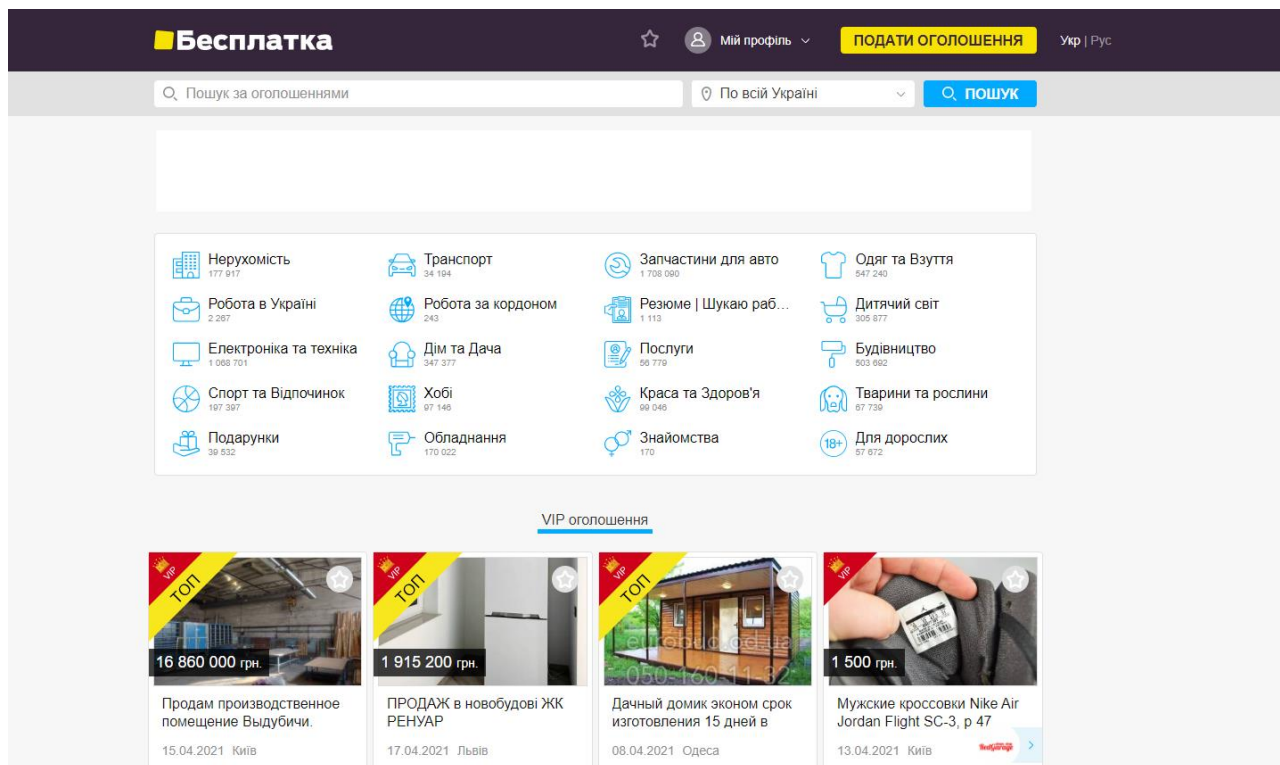 Бесплатка
Мій профіль
ПОДАТИ ОГОЛОШЕННЯ
Укр | Рус
Пошук за оголошеннями
По всій Україні
ПОШУК
Нерухомість
177 917
Транспорт
34 194
Запчастини для авто
1 708 090
Одяг та Взуття
547 240
Робота в Україні
2 267
Робота за кордоном
243
Резюме | Шукаю раб...
1 113
Дитячий світ
305 877
Електроніка та техніка
1 068 701
Дім та Дача
347 377
Послуги
56 779
Будівництво
503 692
Спорт та Відпочинок
197 397
Хобі
97 146
Краса та Здоров'я
99 046
Тварини та рослини
67 739
Подарунки
39 532
Обладнання
170 022
Знайомства
170
18+
Для дорослих
57 672
VIP оголошення
VIP
ТОП
16 860 000 грн.
Продам производственное
помещение Выдубичи.
15.04.2021 Київ
VIP
ТОП
1 915 200 грн.
ПРОДАЖ в новобудові ЖК
РЕНУАР
17.04.2021 Львів
VIP
ТОП
050-160-11-32
Дачный домик эконом срок
изготовления 15 дней в
08.04.2021 Одеса
VIP
1 500 грн.
Мужские кроссовки Nike Air
Jordan Flight SC-3, р 47
13.04.2021 Київ